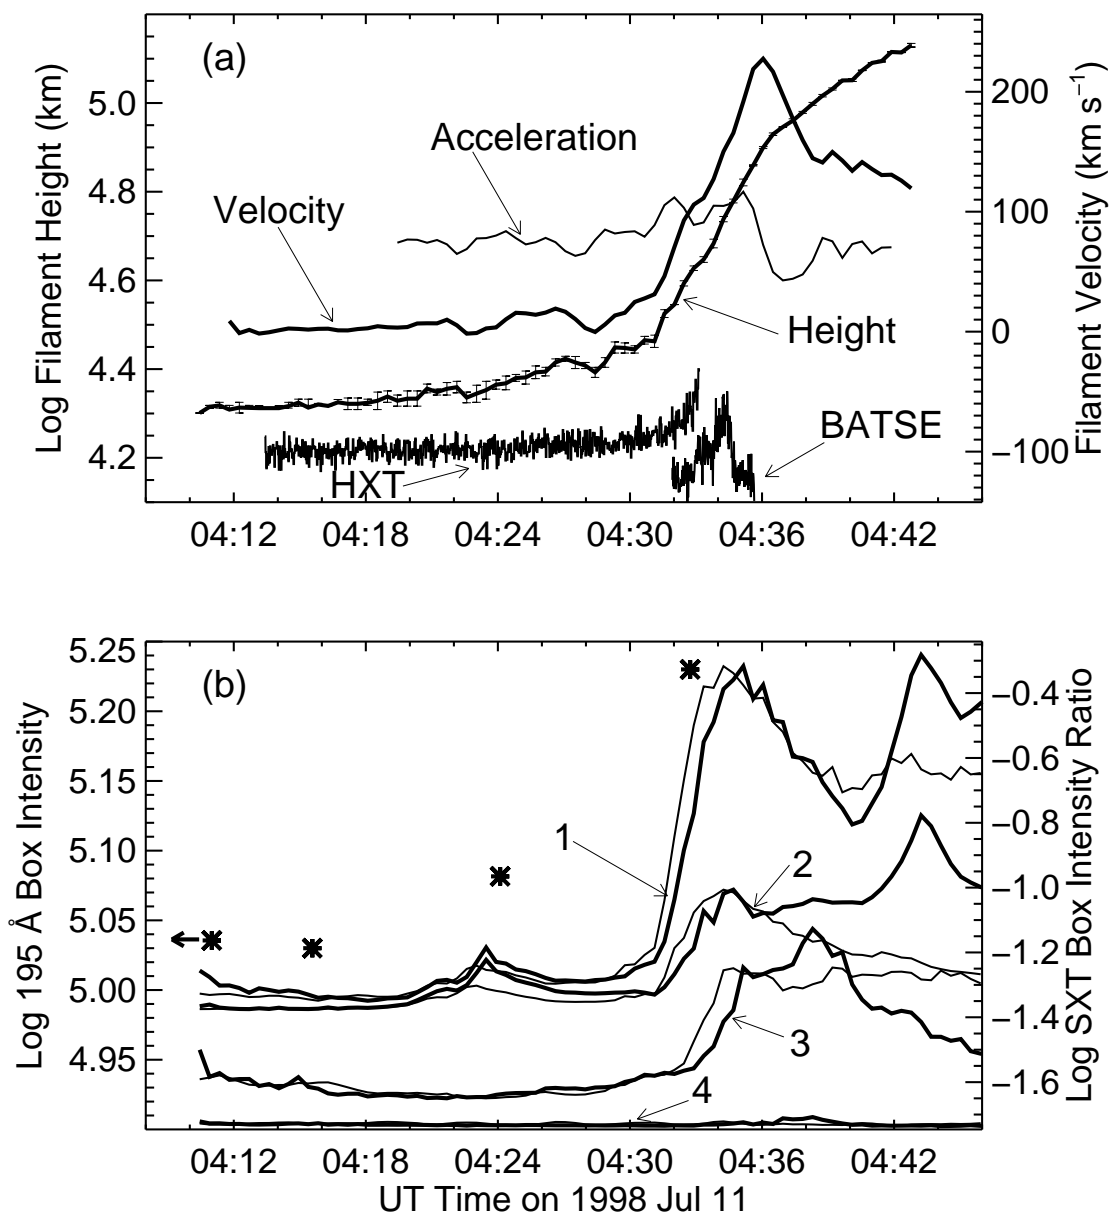 (a)
Log Filament Height (km)
5.0
4.8
4.6
4.4
4.2
Filament Velocity (km s−1)
200
100
0
−100
Acceleration
Velocity
Height
BATSE
HXT
04:12 04:18 04:24 04:30 04:36 04:42
(b)
Log 195 Å Box Intensity
5.25
5.20
5.15
5.10
5.05
5.00
4.95
Log SXT Box Intensity Ratio
−0.4
−0.6
−0.8
−1.0
−1.2
−1.4
−1.6
1
2
3
4
04:12 04:18 04:24 04:30 04:36 04:42
UT Time on 1998 Jul 11